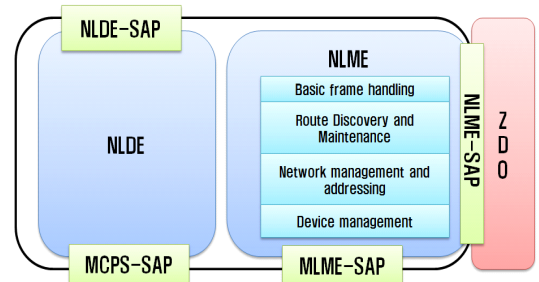 NLDE-SAP
NLDE
MCPS-SAP
NLME
Basic frame handling
Route Discovery and
Maintenance
Network management and
addressing
Device management
MLME-SAP
NLME-SAP
Z
D
O